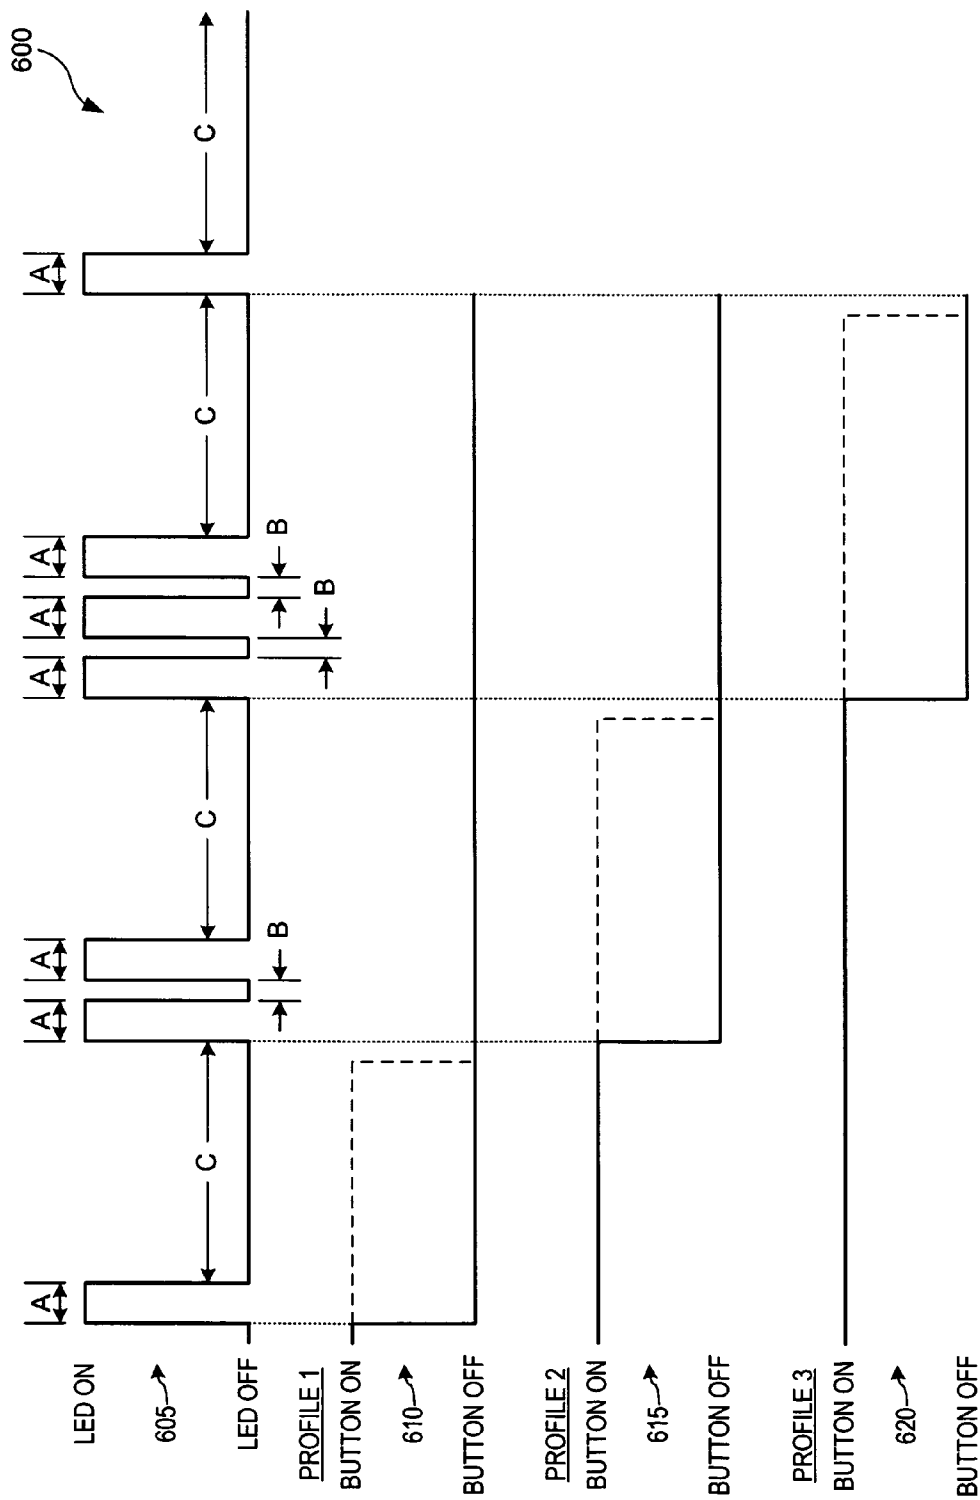 600
A A A A A A A
LED ON
605
C C C C
LED OFF
B B
B
PROFILE 1
BUTTON ON
610
BUTTON OFF
PROFILE 2
BUTTON ON
615
BUTTON OFF
PROFILE 3
BUTTON ON
620
BUTTON OFF